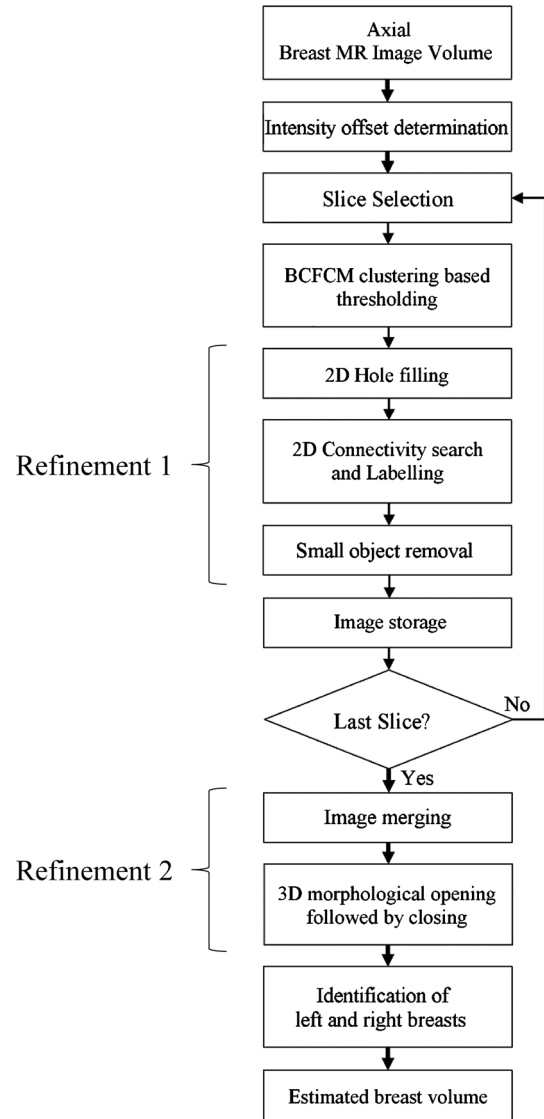 Axial
Breast MR Image Volume
Intensity offset determination
Slice Selection
BCFCM clustering based
thresholding
2D Hole filling
Refinement 1
2D Connectivity search
and Labelling
Small object removal
Image storage
Last Slice?
No
Yes
Image merging
Refinement 2
3D morphological opening
followed by closing
Identification of
left and right breasts
Estimated breast volume